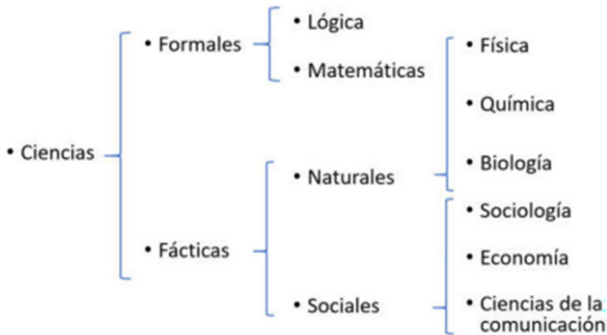 • Ciencias
• Formales
• Lógica
• Matemáticas
• Fácticas
• Naturales
• Física
• Química
• Biología
• Sociales
• Sociología
• Economía
• Ciencias de la
comunicación